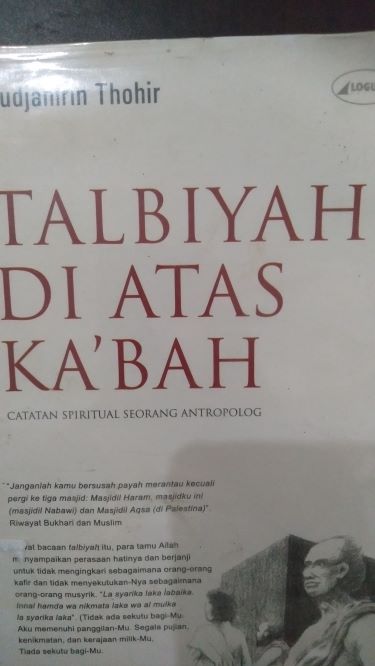 udjahirin Thohir
LOGU
TALBIYAH
DI ATAS
KA'BAH
CATATAN SPIRITUAL SEORANG ANTROPOLOG
"Janganlah kamu bersusah payah merantau kecuali
pergi ke tiga masjid: Masjidil Haram, masjidku ini
(masjidil Nabawi) dan Masjidil Aqsa (di Palestina)".
Riwayat Bukhari dan Muslim
wat bacaan talbiyah itu, para tamu Allah
menyampaikan perasaan hatinya dan berjanji
untuk tidak mengingkari sebagaimana orang-orang
kafir dan tidak menyekutukan-Nya sebagaimana
orang-orang musyrik. "La syarika laka labaika.
Innal hamda wa nikmata laka wa al mulka
la syarika laka". (Tidak ada sekutu bagi-Mu.
Aku memenuhi panggilan-Mu. Segala pujian,
kenikmatan, dan kerajaan milik-Mu.
Tiada sekutu bagi-Mu.